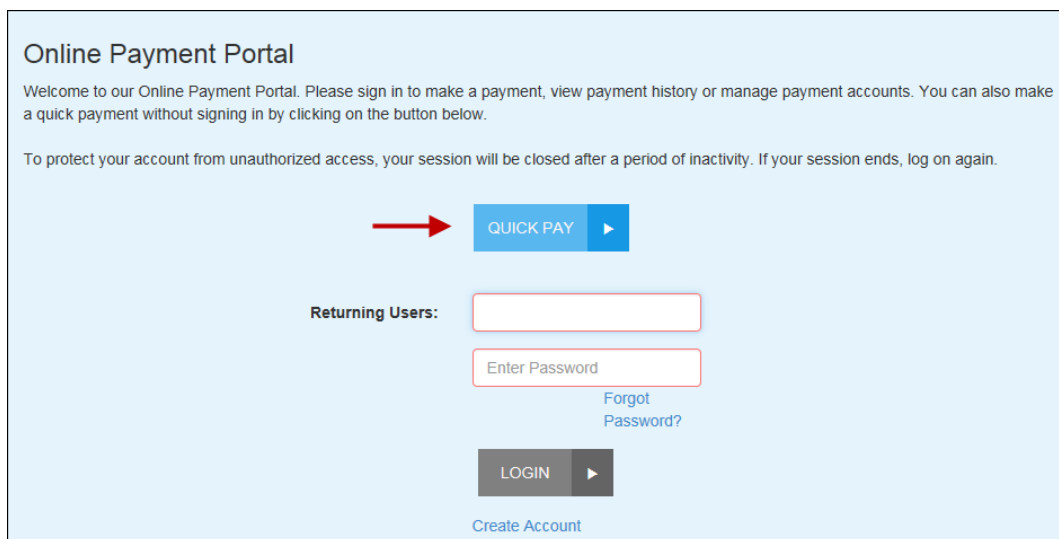 Online Payment Portal
Welcome to our Online Payment Portal. Please sign in to make a payment, view payment history or manage payment accounts. You can also make
a quick payment without signing in by clicking on the button below.
To protect your account from unauthorized access, your session will be closed after a period of inactivity. If your session ends, log on again.
QUICK PAY
Returning Users:
Enter Password
Forgot
Password?
LOGIN
Create Account